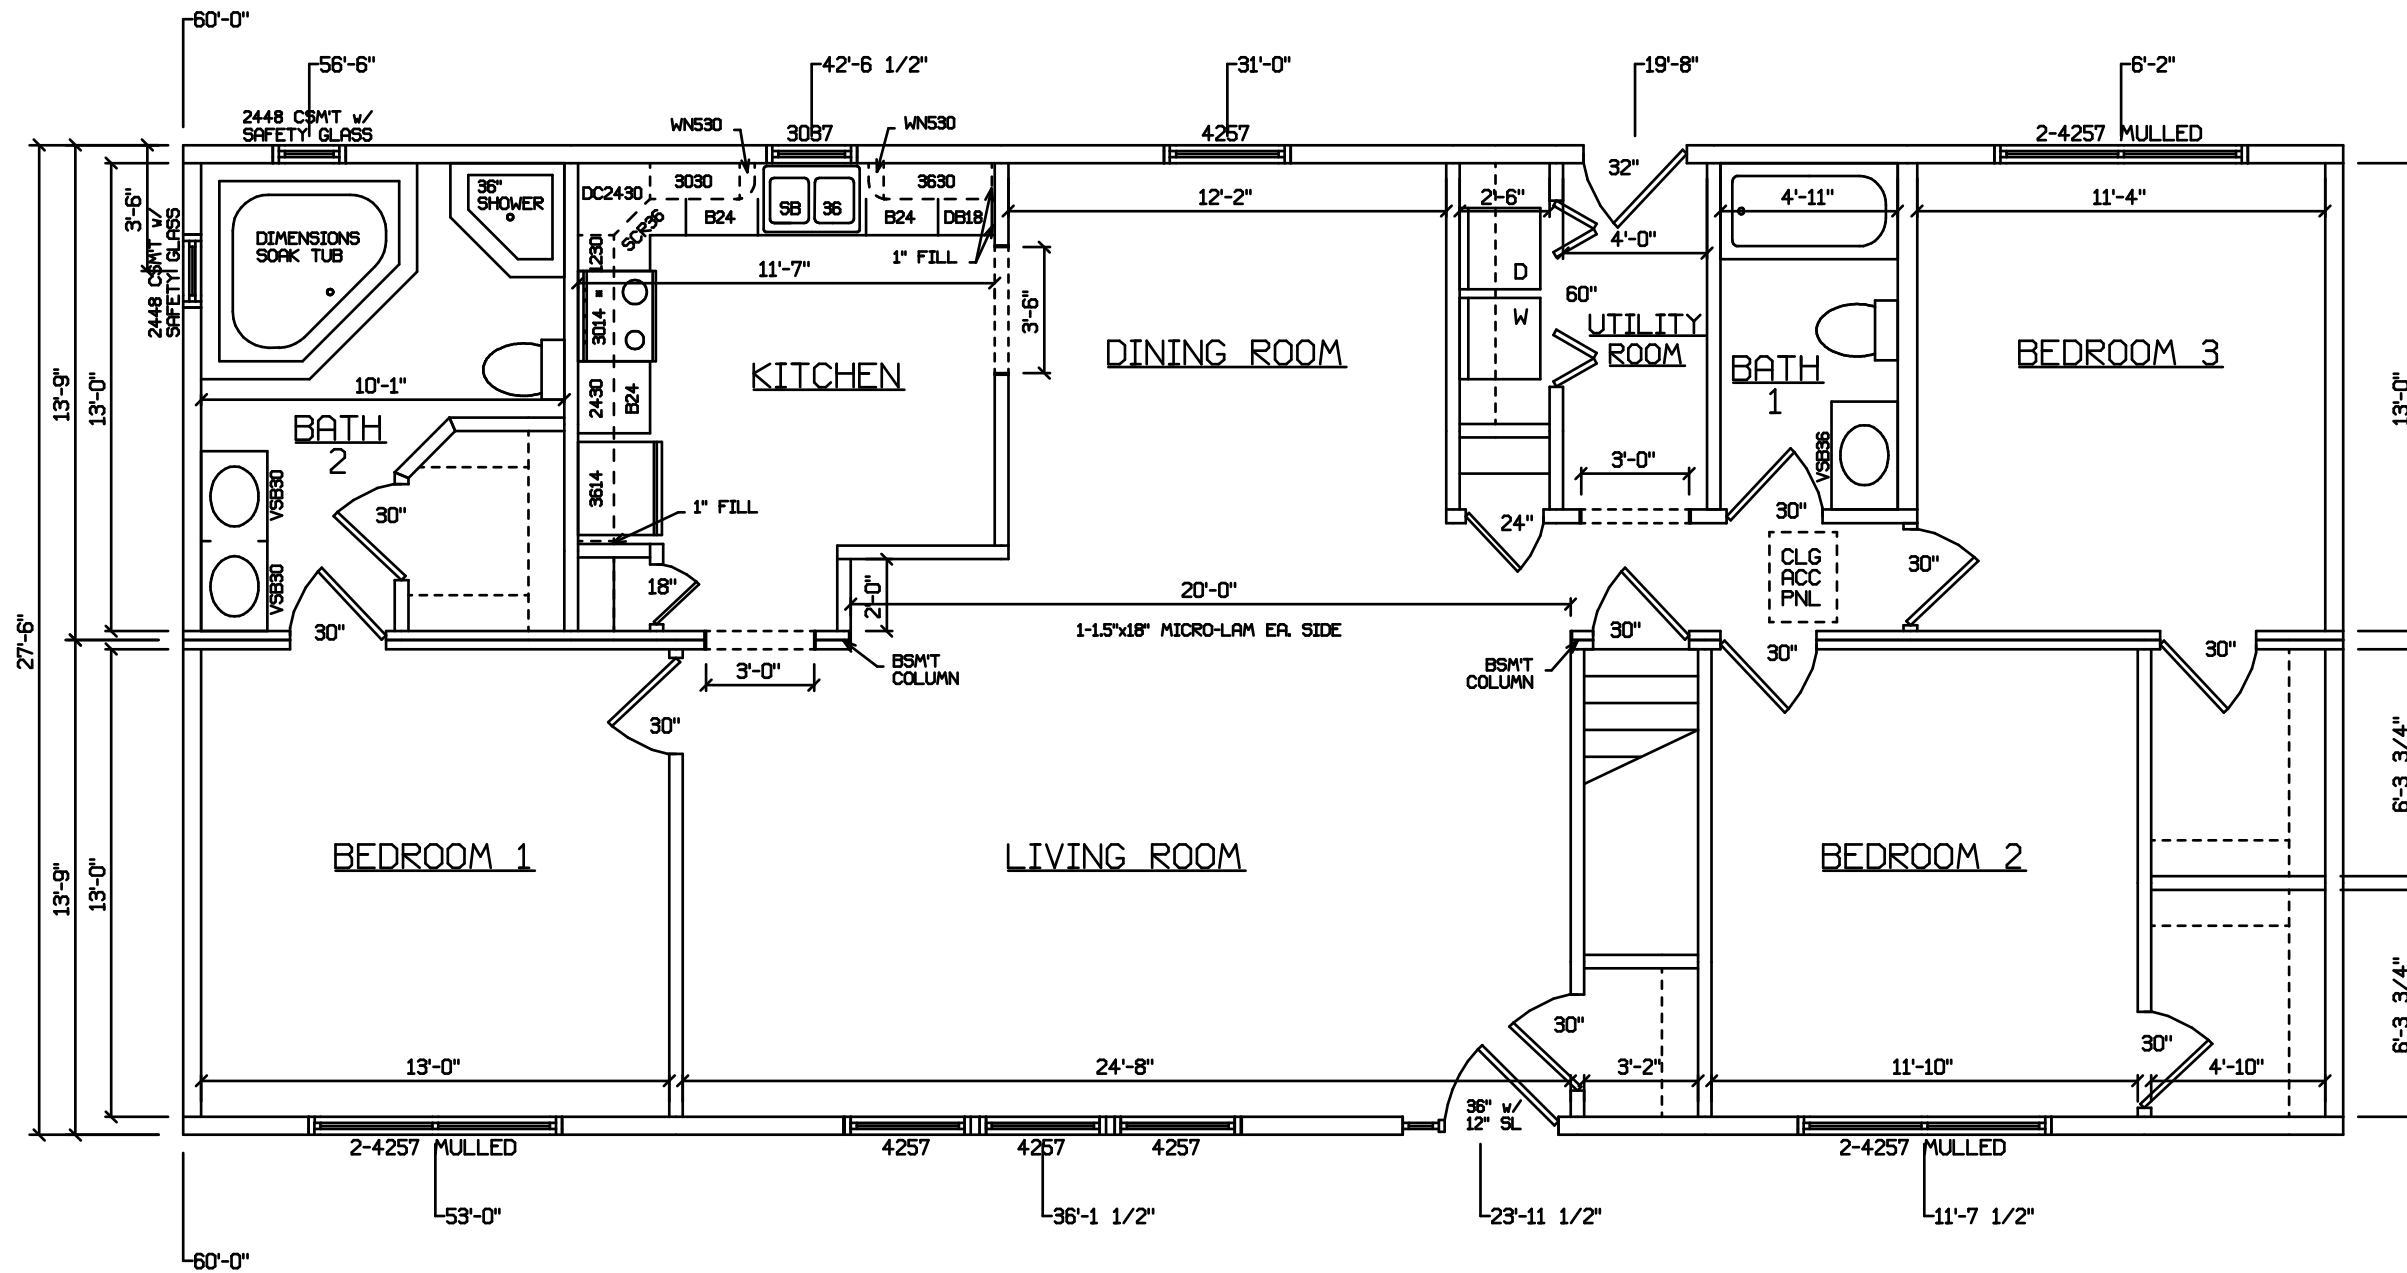 60'-0"
56'-6"
42'-6 1/2"
31'-0"
19'-8"
6'-2"
2448 CSM'T w/
SAFETY GLASS
WN530
3037
WN530
4257
2-4257 MULLED
32"
3'-6"
2448 CSM'T w/
SAFETY GLASS
36"
SHOWER
DC2430
3030
3630
SB
36
B24
B24
DB18
SCR36
12'-2"
2'-6"
4'-11"
11'-4"
DIMENSIONS
SOAK TUB
1230
1" FILL
4'-0"
11'-7"
D
60"
3'-6"
3014
W
UTILITY
ROOM
KITCHEN
DINING ROOM
BATH
1
BEDROOM 3
10'-1"
2430
B24
13'-9"
13'-0"
13'-0"
BATH
2
VSB36
3'-0"
VSB30
3614
30"
1" FILL
24"
30"
CLG
ACC
PNL
30"
VSB30
18"
2'-0"
20'-0"
27'-6"
30"
1-1.5"x18" MICRO-LAM EA. SIDE
30"
30"
30"
BSM'T
COLUMN
BSM'T
COLUMN
3'-0"
30"
6'-3 3/4"
BEDROOM 1
LIVING ROOM
BEDROOM 2
13'-9"
13'-0"
6'-3 3/4"
30"
30"
13'-0"
24'-8"
3'-2"
11'-10"
4'-10"
36" w/
12" SL
2-4257 MULLED
4257
4257
4257
2-4257 MULLED
53'-0"
36'-1 1/2"
23'-11 1/2"
11'-7 1/2"
60'-0"